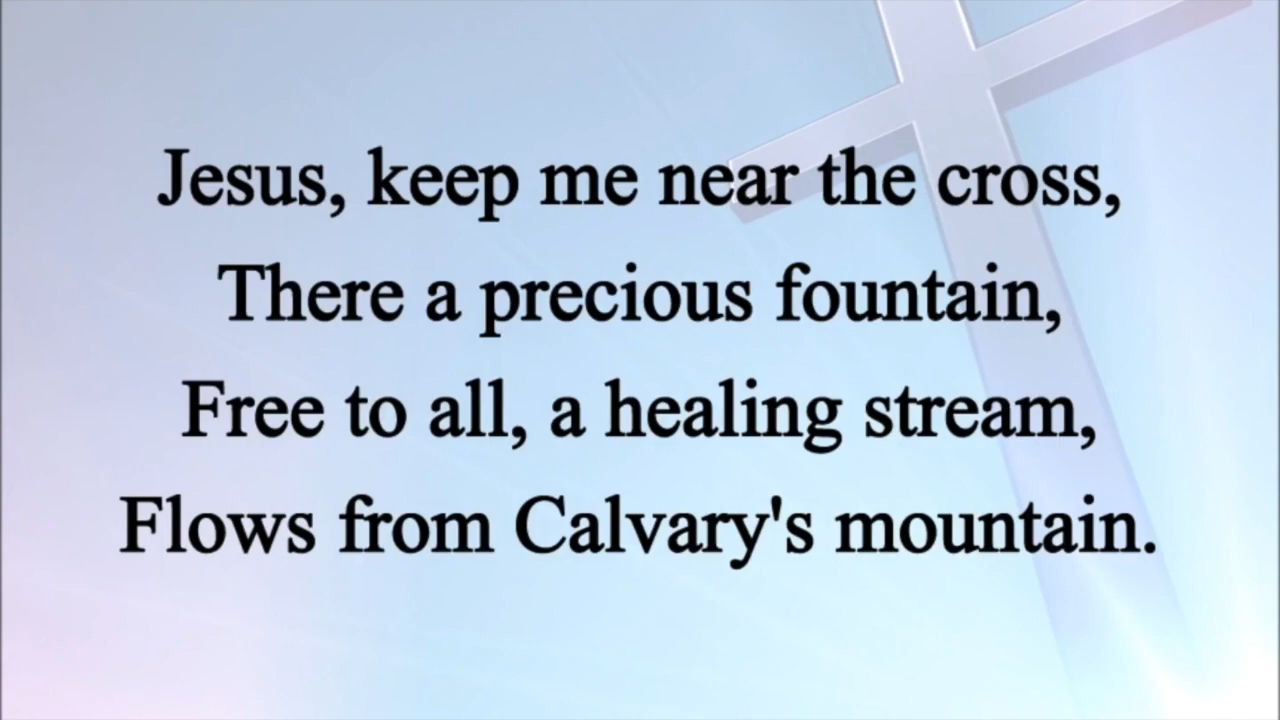 Jesus, keep me near the cross,
There a precious fountain,
Free to all, a healing stream,
Flows from Calvary's mountain.